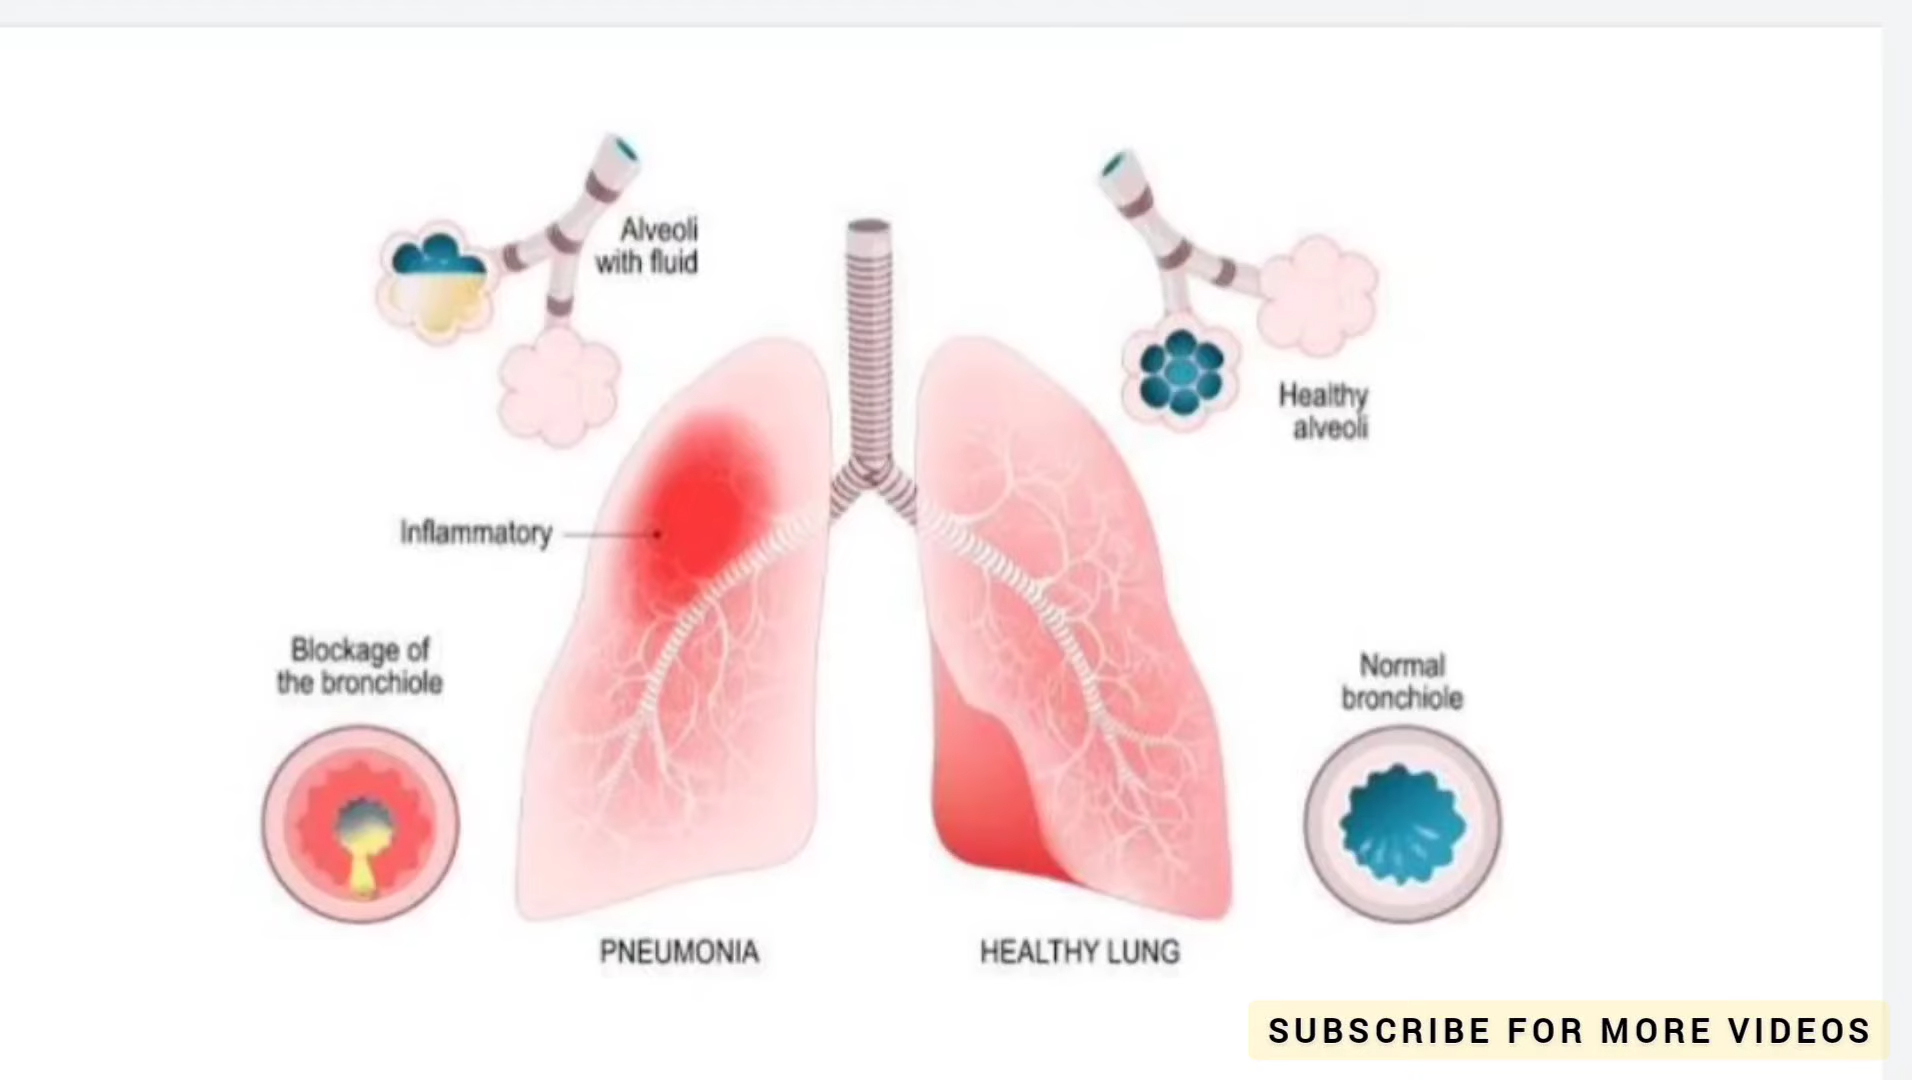 Alveoli
with fluid
Healthy
alveoli
Inflammatory
Blockage of
the bronchiole
Normal
bronchiole
PNEUMONIA
HEALTHY LUNG
SUBSCRIBE FOR MORE VIDEOS